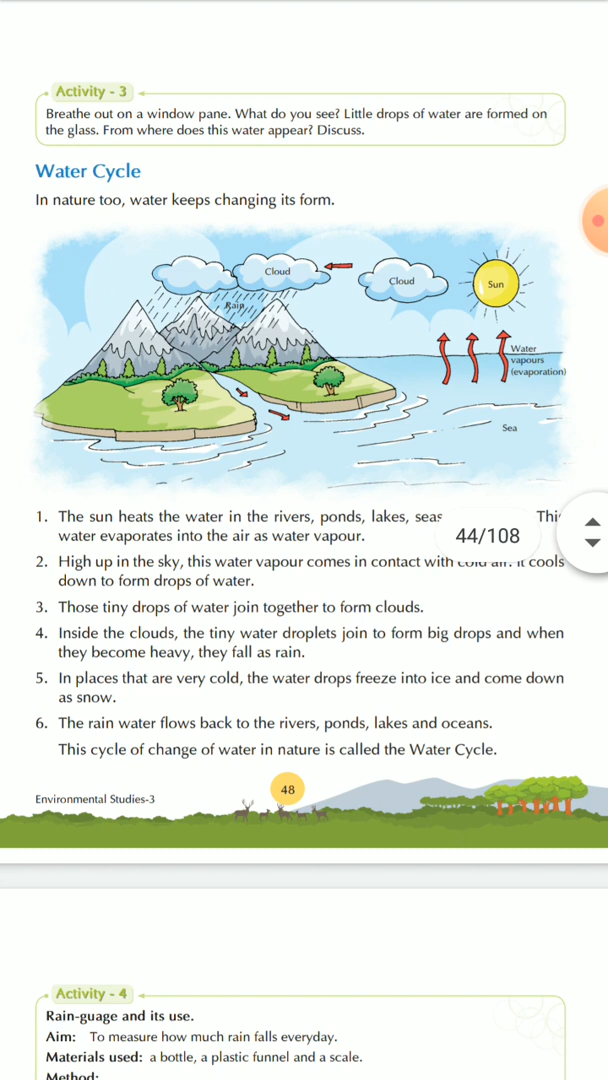 Activity - 3
Breathe out on a window pane. What do you see? Little drops of water are formed on
the glass. From where does this water appear? Discuss.
Water Cycle
In nature too, water keeps changing its form.
Cloud
Cloud
Sun
Rain
Water
vapours
(evaporation)
Sea
1. The sun heats the water in the rivers, ponds, lakes, seas
water evaporates into the air as water vapour.
44/108
2. High up in the sky, this water vapour comes in contact with cold air. It cools
down to form drops of water.
3. Those tiny drops of water join together to form clouds.
4. Inside the clouds, the tiny water droplets join to form big drops and when
they become heavy, they fall as rain.
5. In places that are very cold, the water drops freeze into ice and come down
as snow.
6. The rain water flows back to the rivers, ponds, lakes and oceans.
This cycle of change of water in nature is called the Water Cycle.
48
Environmental Studies-3
Activity - 4
Rain-guage and its use.
Aim: To measure how much rain falls everyday.
Materials used: a bottle, a plastic funnel and a scale.
Method: